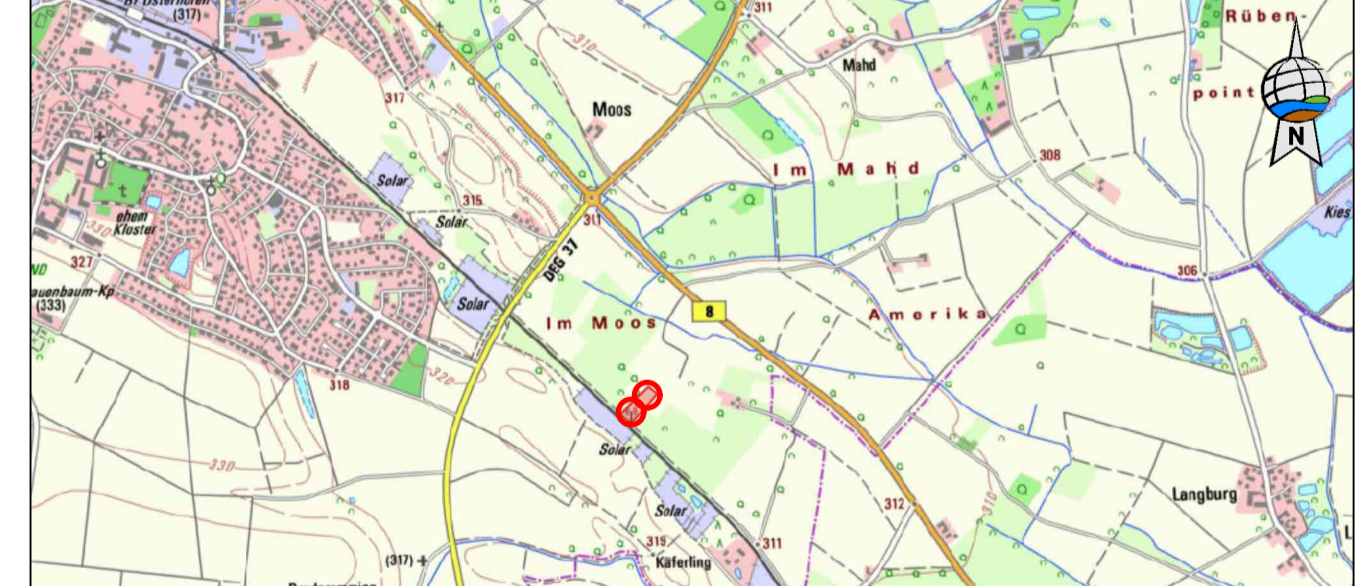 Bf Osterhofen
(317)
311
Rüben-
310
Mahd
317
point
Moos
N
308
Im Mahd
Solar
t
315
ehem
Kloster
330
Solar
311
Kies
327
ND
DEG 37
306
auenbaum-Kp
(333)
Solar
8
Amerika
Im Moos
320
318
Solar
330
Langburg
312
310
Solar
319
311
(317)
Käferling
L